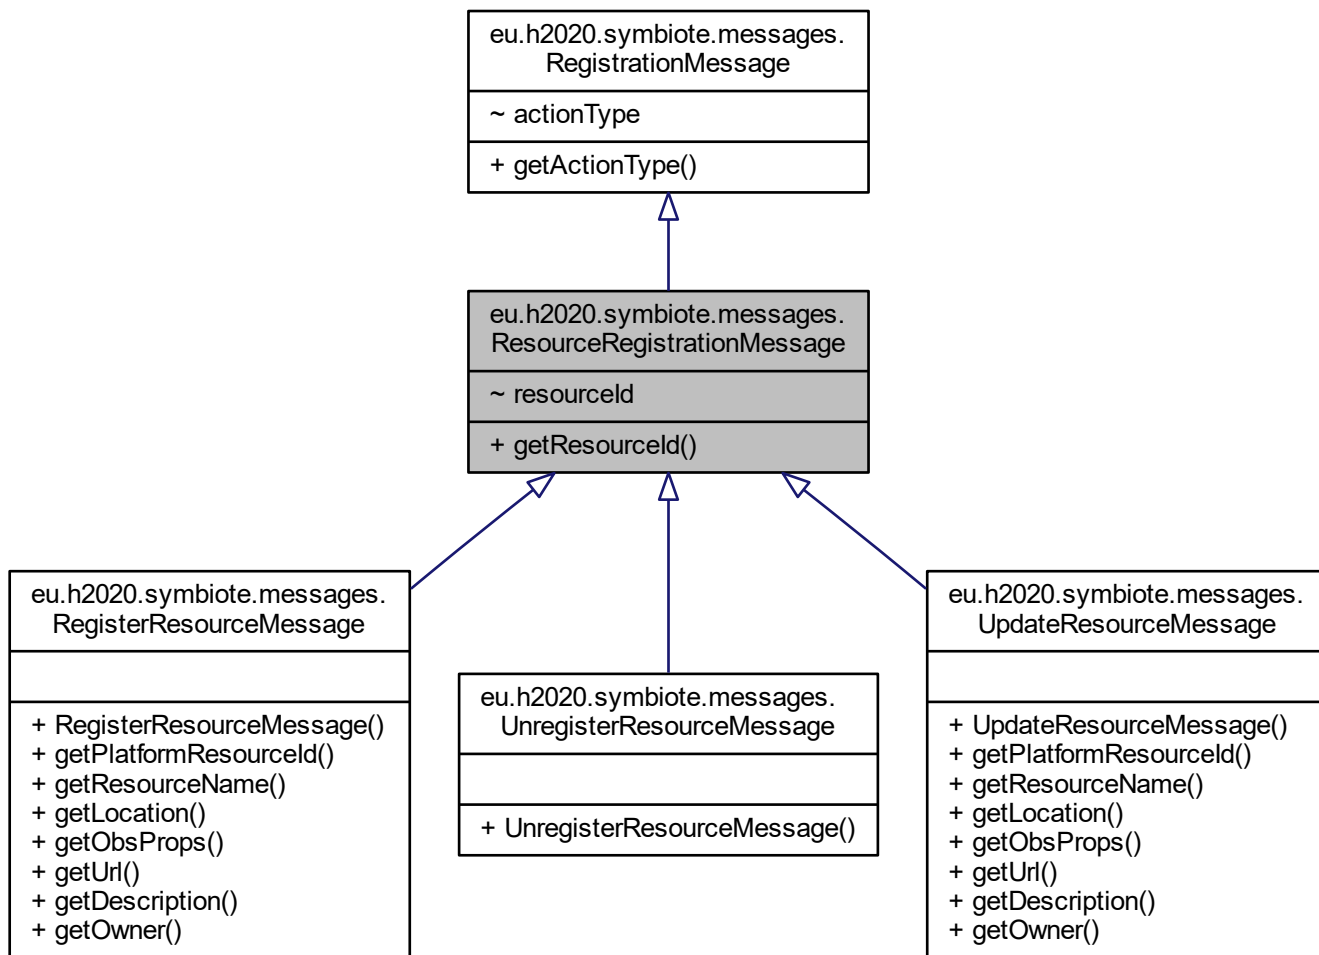 eu.h2020.symbiote.messages.
RegistrationMessage
~ actionType
+ getActionType()
eu.h2020.symbiote.messages.
ResourceRegistrationMessage
~ resourceId
+ getResourceId()
eu.h2020.symbiote.messages.
RegisterResourceMessage
+ RegisterResourceMessage()
+ getPlatformResourceId()
+ getResourceName()
+ getLocation()
+ getObsProps()
+ getUrl()
+ getDescription()
+ getOwner()
eu.h2020.symbiote.messages.
UnregisterResourceMessage
+ UnregisterResourceMessage()
eu.h2020.symbiote.messages.
UpdateResourceMessage
+ UpdateResourceMessage()
+ getPlatformResourceId()
+ getResourceName()
+ getLocation()
+ getObsProps()
+ getUrl()
+ getDescription()
+ getOwner()